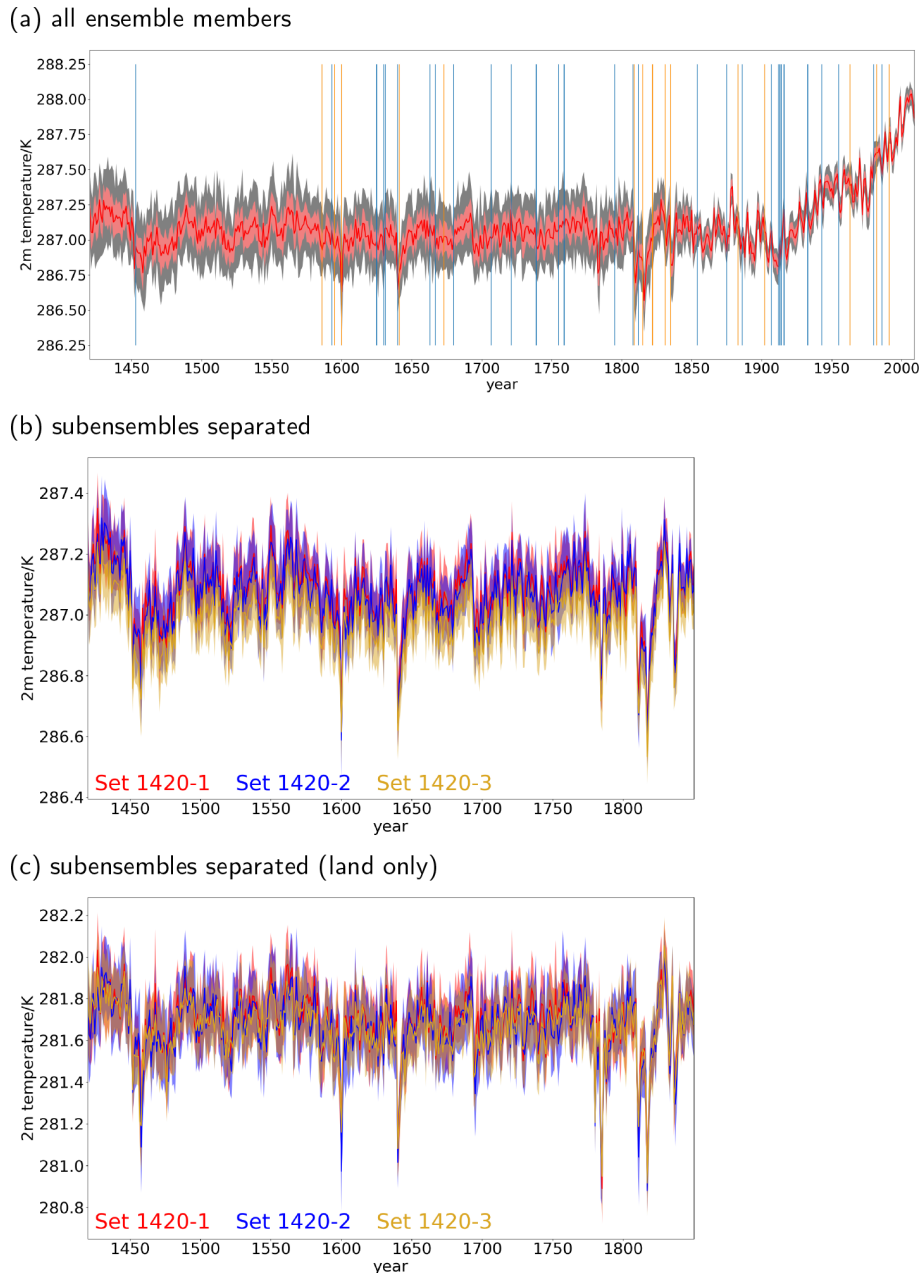 (a) all ensemble members
288.25
288.00
287.75
287.50
287.25
287.00
286.75
286.50
286.25
2m temperature/K
1450 1500 1550 1600 1650 1700 1750 1800 1850 1900 1950 2000
year
(b) subensembles separated
287.4
287.2
287.0
286.8
286.6
286.4
2m temperature/K
Set 1420-1 Set 1420-2 Set 1420-3
1450 1500 1550 1600 1650 1700 1750 1800
year
(c) subensembles separated (land only)
282.2
282.0
281.8
281.6
281.4
281.2
281.0
280.8
2m temperature/K
Set 1420-1 Set 1420-2 Set 1420-3
1450 1500 1550 1600 1650 1700 1750 1800
year